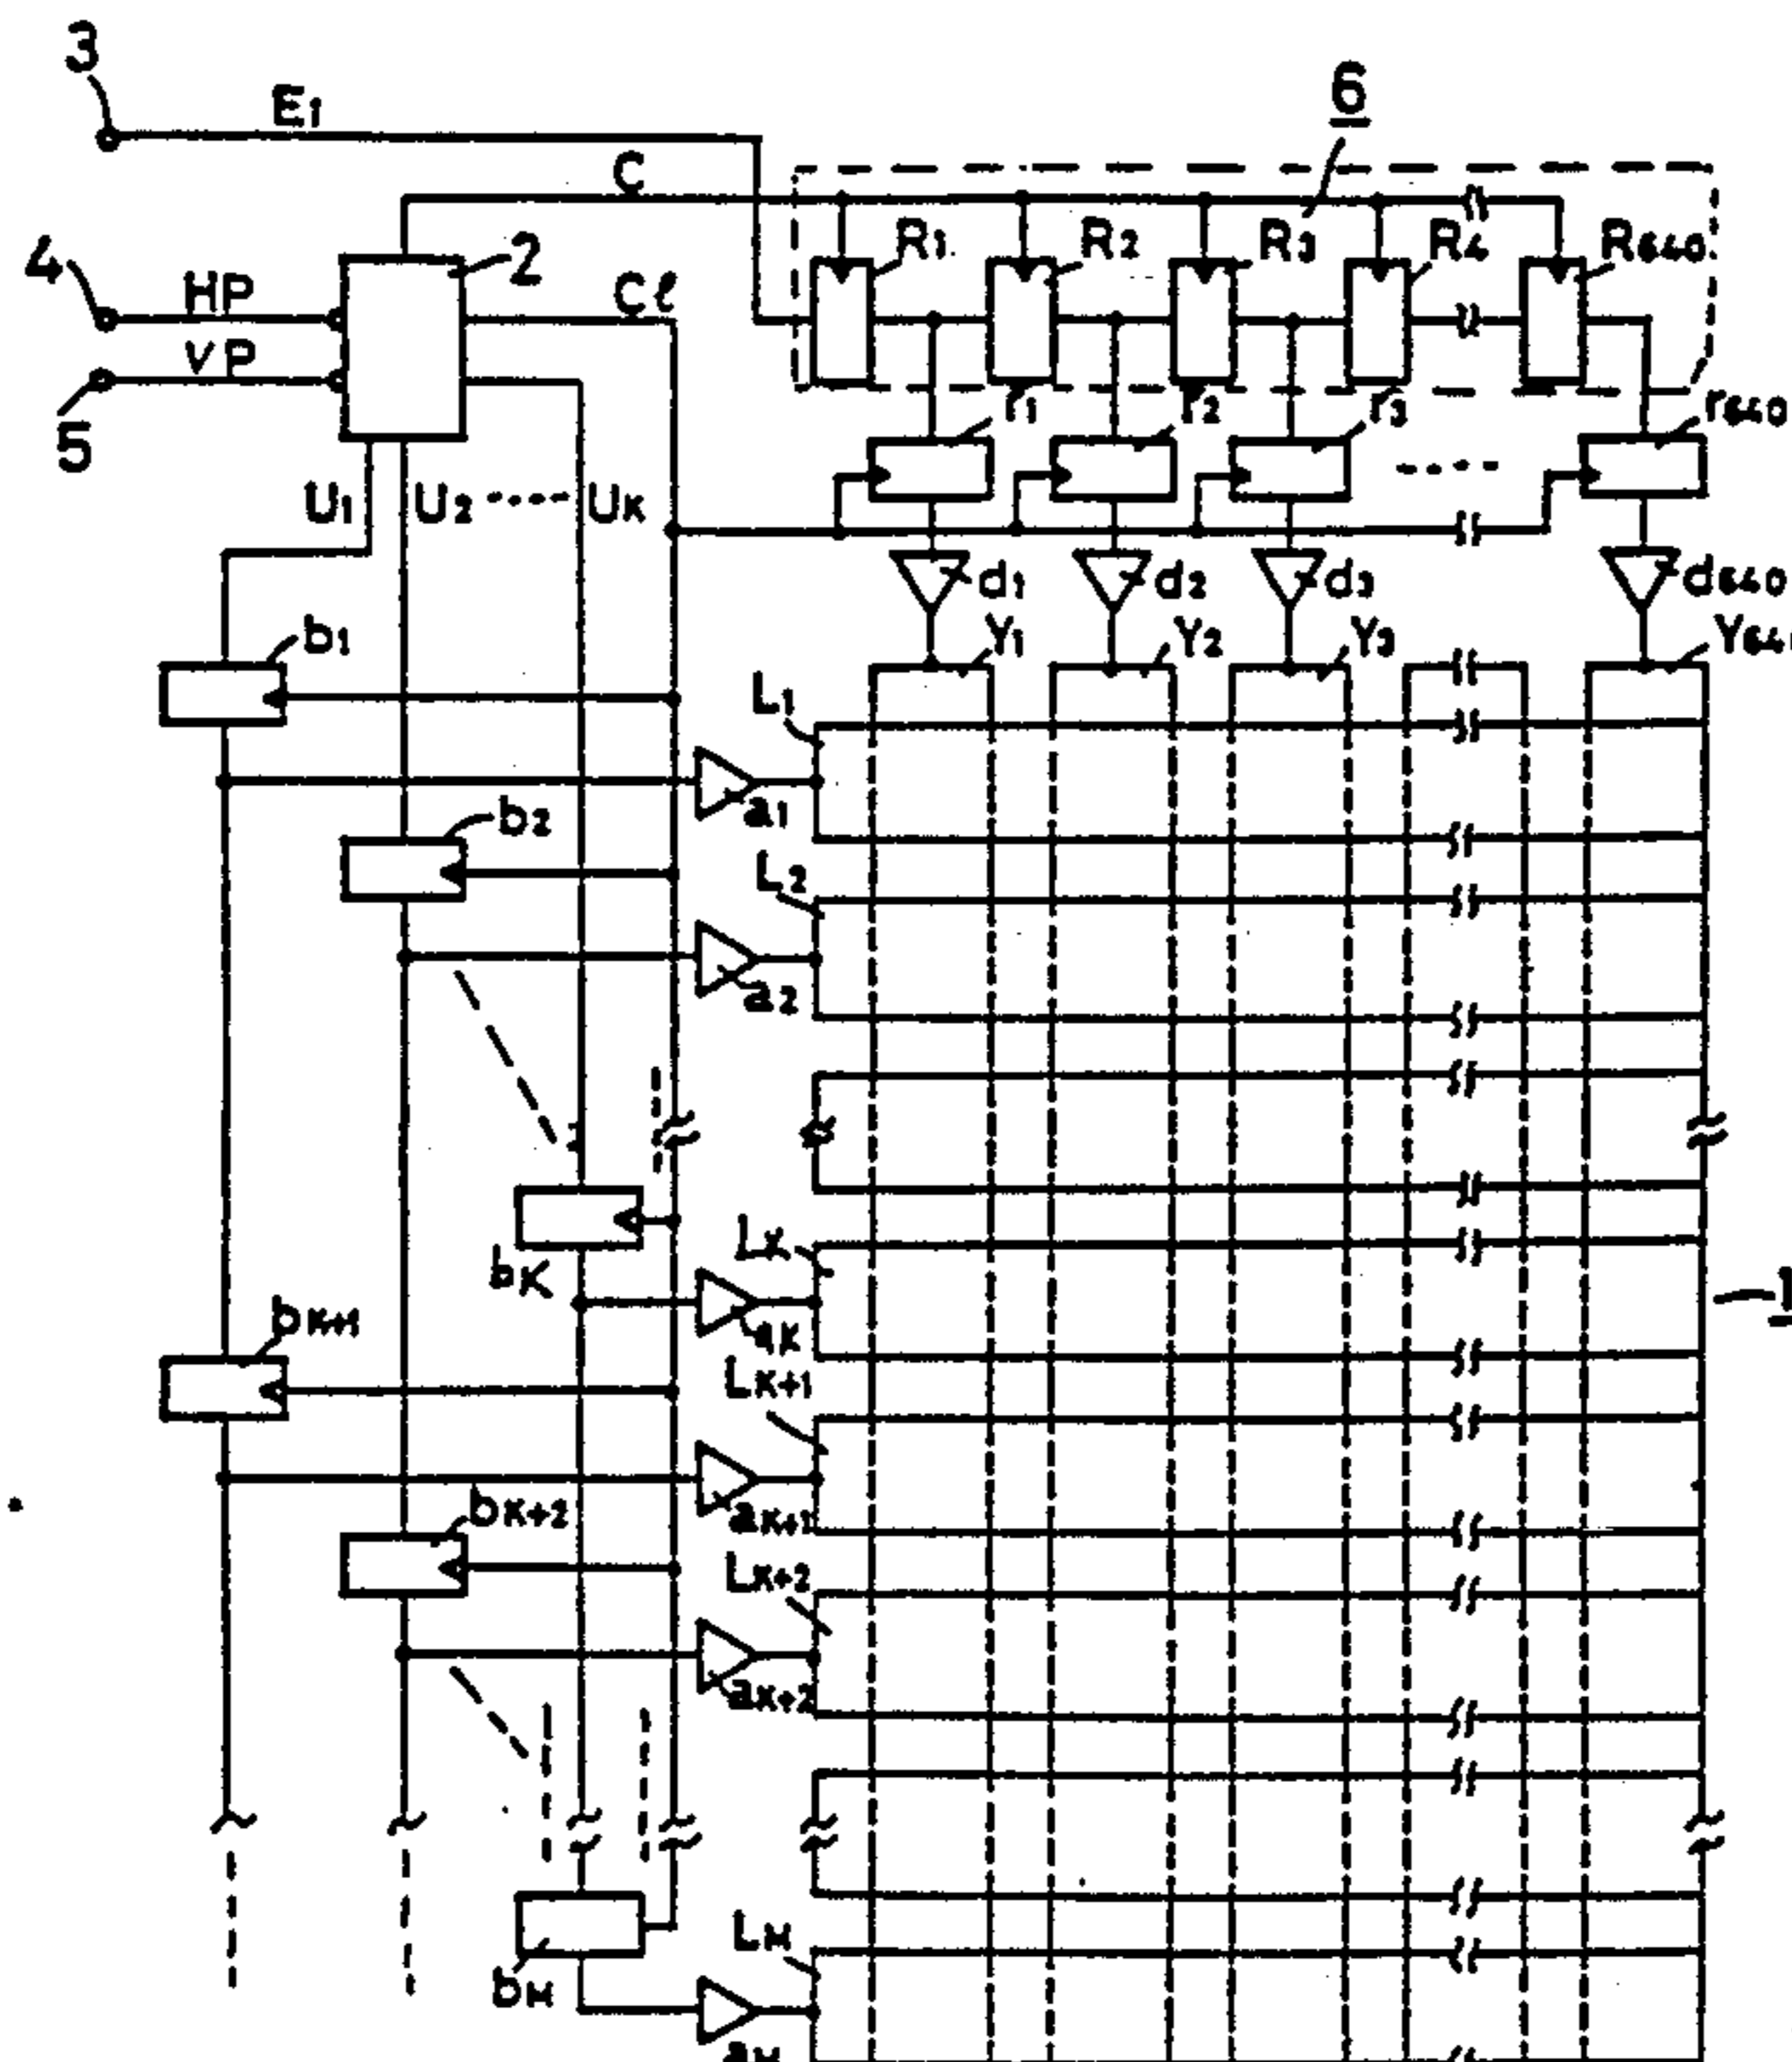 3
E1
6
C
R1
R2
R3
R4
R640
4
HP
2
Cℓ
VP
5
r1
r2
r3
r640
U1
U2
UK
d1
d2
d3
d640
b1
Y1
Y2
Y3
L1
a1
b2
L2
a2
LK
bK
aK
1
bK+1
LK+1
aK+1
bK+2
LK+2
aK+2
LM
bM